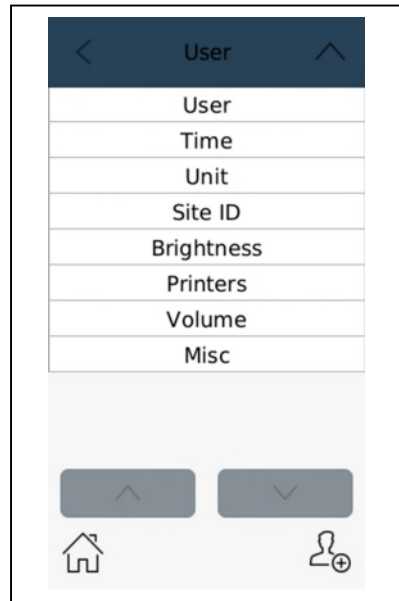 User
User
Time
Unit
Site ID
Brightness
Printers
Volume
Misc